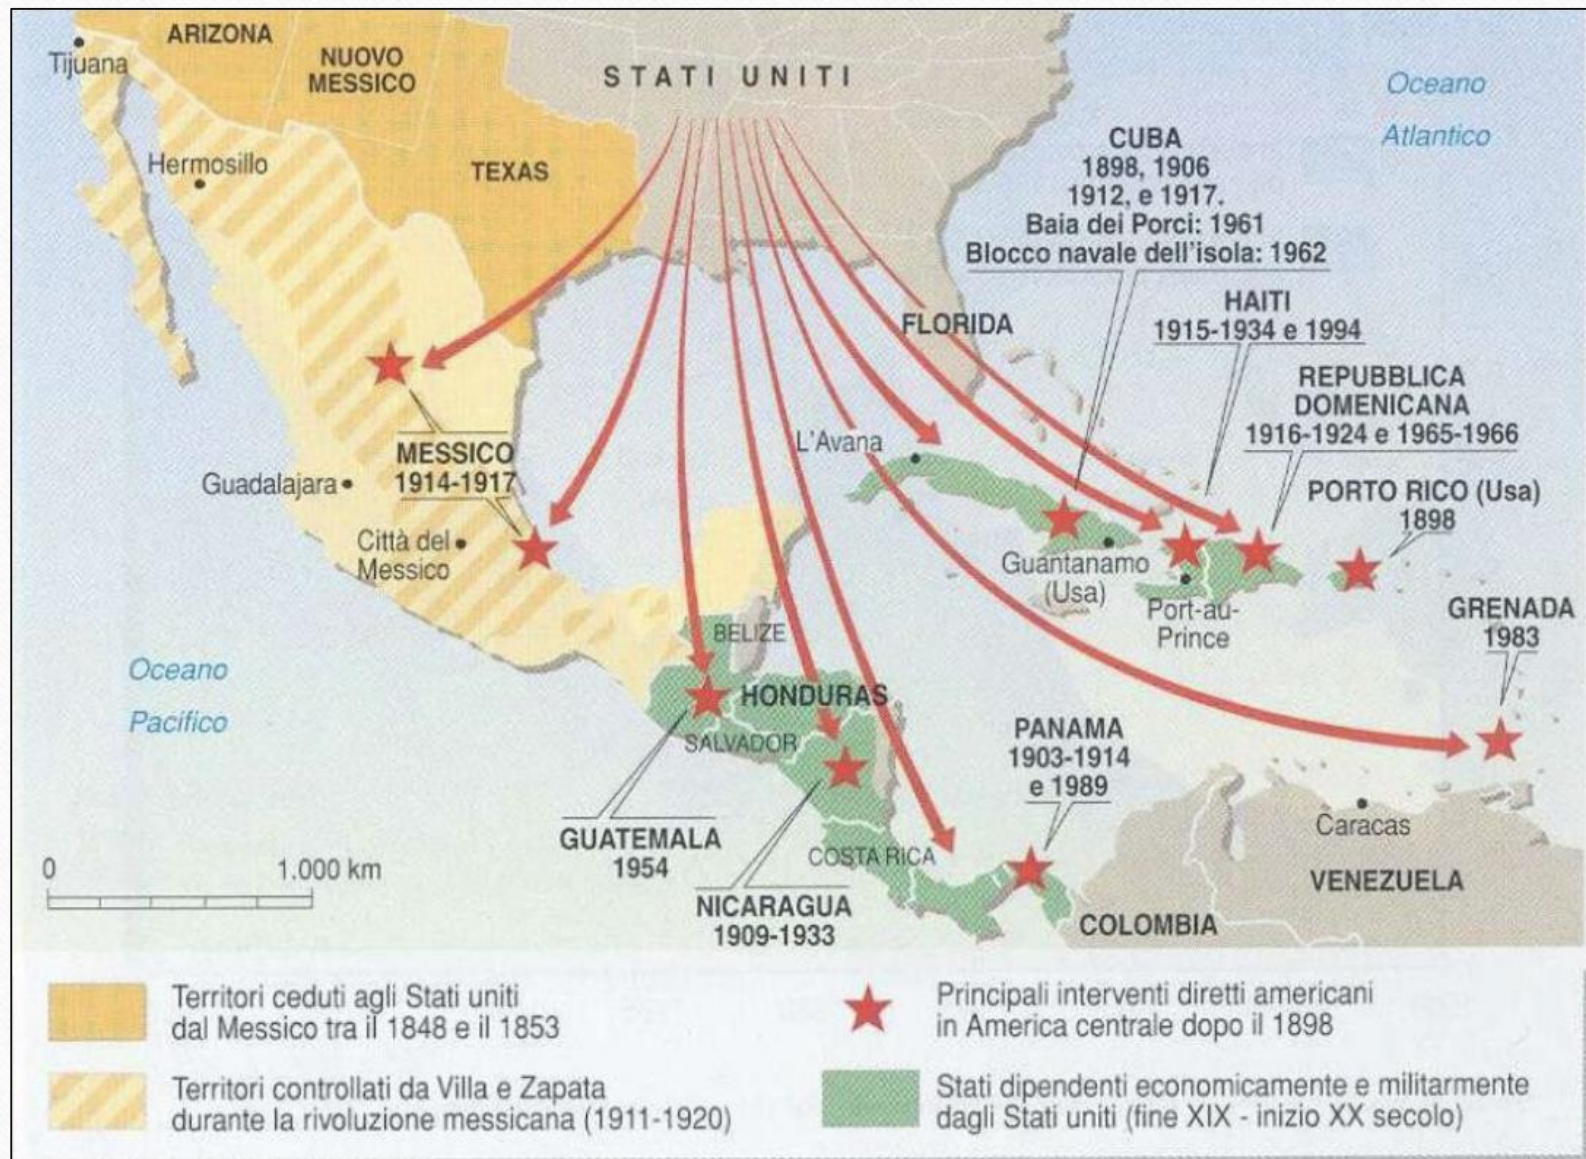 ARIZONA
Tijuana
NUOVO
MESSICO
STATI UNITI
Oceano
Atlantico
Hermosillo
TEXAS
CUBA
1898, 1906
1912, e 1917.
Baia dei Porci: 1961
Blocco navale dell'isola: 1962
FLORIDA
HAITI
1915-1934 e 1994
REPUBBLICA
DOMENICANA
1916-1924 e 1965-1966
L'Avana
MESSICO
1914-1917
Guadalajara
PORTO RICO (Usa)
1898
Città del
Messico
Guantanamo
(Usa)
Port-au-
Prince
GRENADA
1983
BELIZE
Oceano
Pacifico
HONDURAS
SALVADOR
PANAMA
1903-1914
e 1989
GUATEMALA
1954
COSTA RICA
Caracas
VENEZUELA
0 1.000 km
NICARAGUA
1909-1933
COLOMBIA
Territori ceduti agli Stati uniti
dal Messico tra il 1848 e il 1853
Territori controllati da Villa e Zapata
durante la rivoluzione messicana (1911-1920)
Principali interventi diretti americani
in America centrale dopo il 1898
Stati dipendenti economicamente e militarmente
dagli Stati uniti (fine XIX - inizio XX secolo)